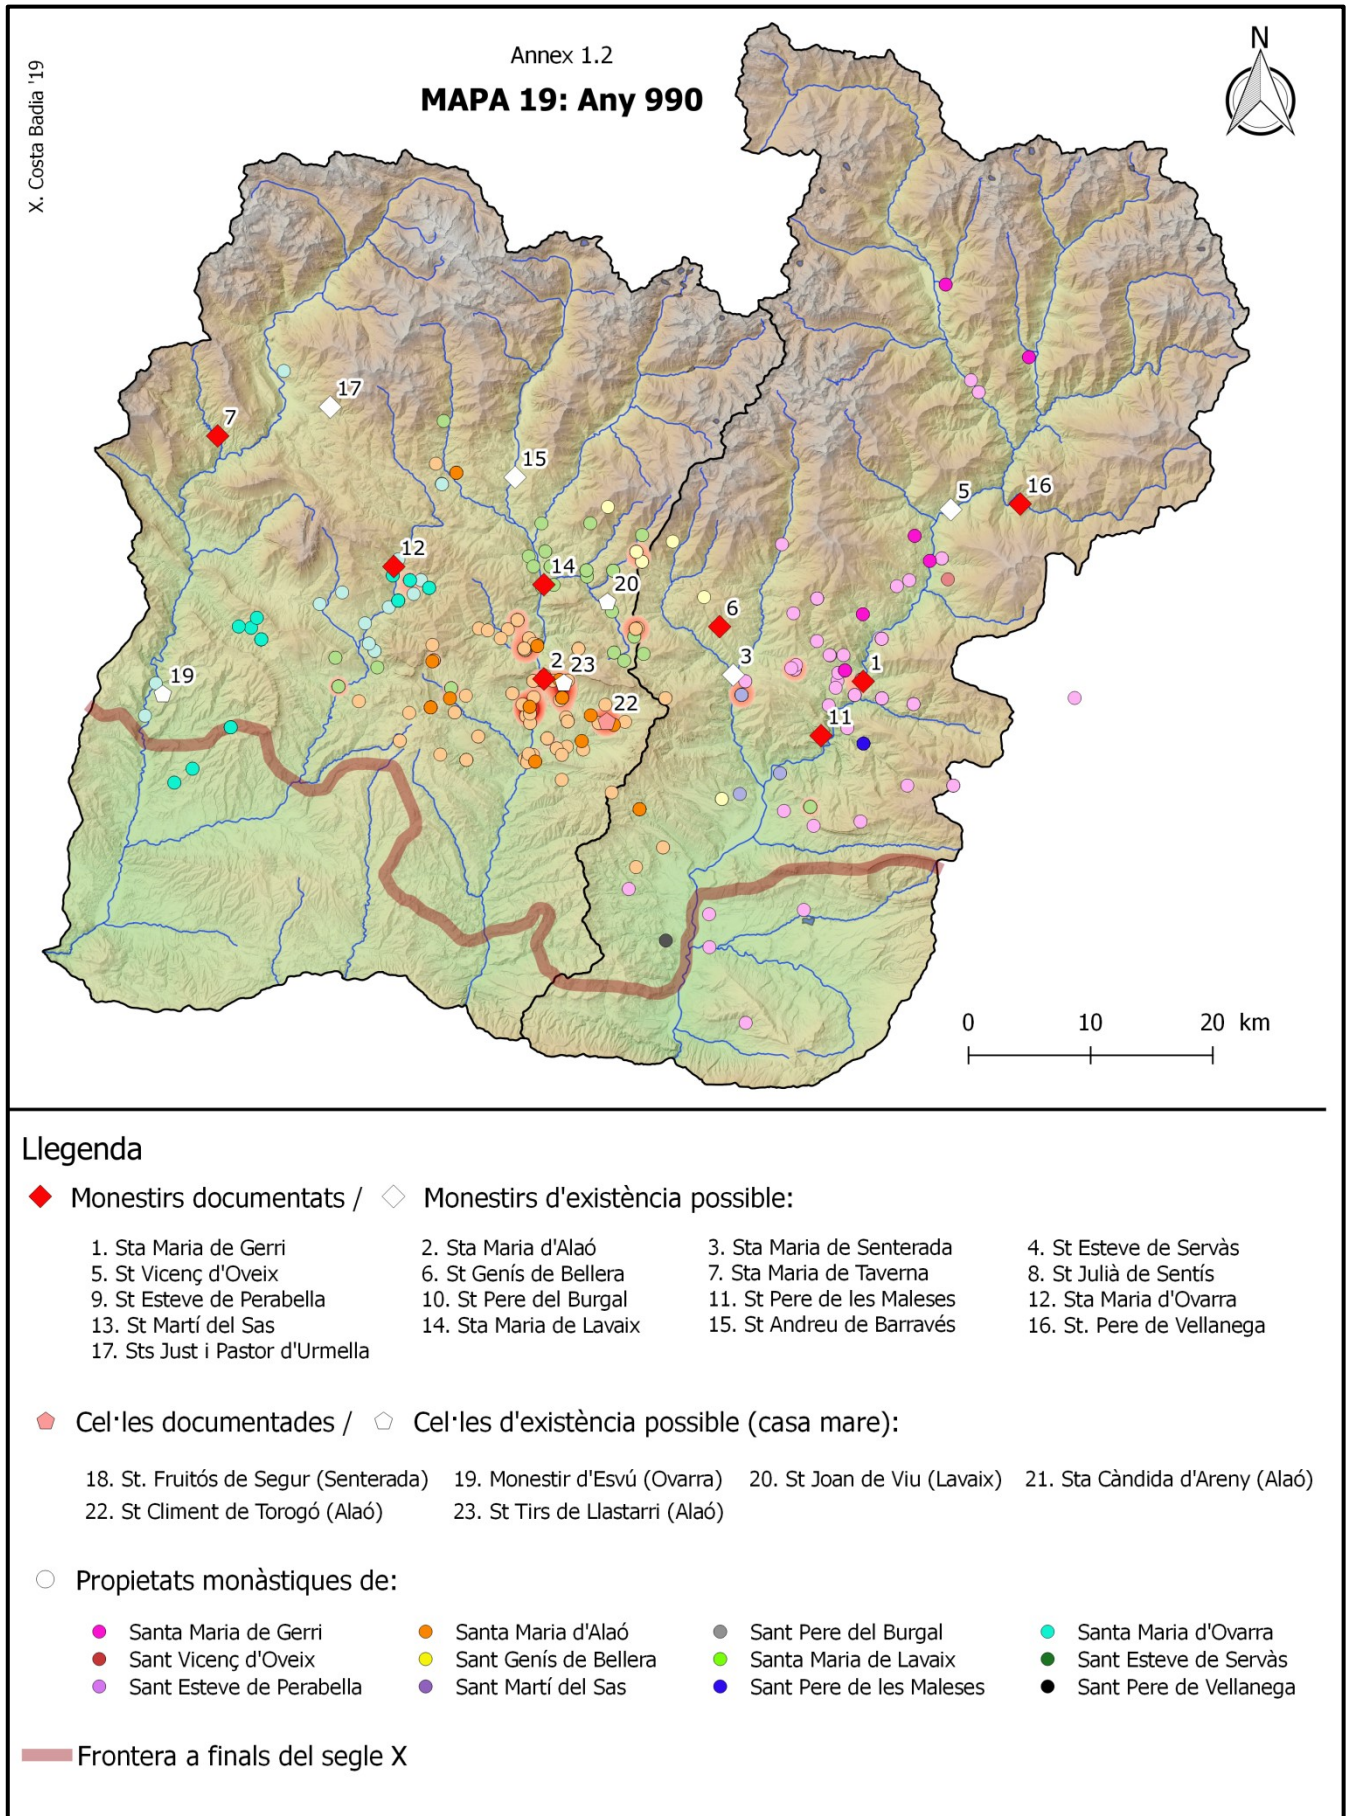 X. Costa Badia '19
Annex 1.2
MAPA 19: Any 990
N
17
7
15
16
5
12
14
20
6
2
23
3
1
19
22
11
0 10 20 km
Llegenda
Monestirs documentats / Monestirs d'existència possible:
1. Sta Maria de Gerri 2. Sta Maria d'Alaó 3. Sta Maria de Senterada 4. St Esteve de Servàs
5. St Vicenç d'Oveix 6. St Genís de Bellera 7. Sta Maria de Taverna 8. St Julià de Sentís
9. St Esteve de Perabella 10. St Pere del Burgal 11. St Pere de les Maleses 12. Sta Maria d'Ovarra
13. St Martí del Sas 14. Sta Maria de Lavaix 15. St Andreu de Barravés 16. St. Pere de Vellanega
17. Sts Just i Pastor d'Urmella
Cel·les documentades / Cel·les d'existència possible (casa mare):
18. St. Fruitós de Segur (Senterada) 19. Monestir d'Esvú (Ovarra) 20. St Joan de Viu (Lavaix) 21. Sta Càndida d'Areny (Alaó)
22. St Climent de Torogó (Alaó) 23. St Tirs de Llastarri (Alaó)
Propietats monàstiques de:
Santa Maria de Gerri Santa Maria d'Alaó Sant Pere del Burgal Santa Maria d'Ovarra
Sant Vicenç d'Oveix Sant Genís de Bellera Santa Maria de Lavaix Sant Esteve de Servàs
Sant Esteve de Perabella Sant Martí del Sas Sant Pere de les Maleses Sant Pere de Vellanega
Frontera a finals del segle X